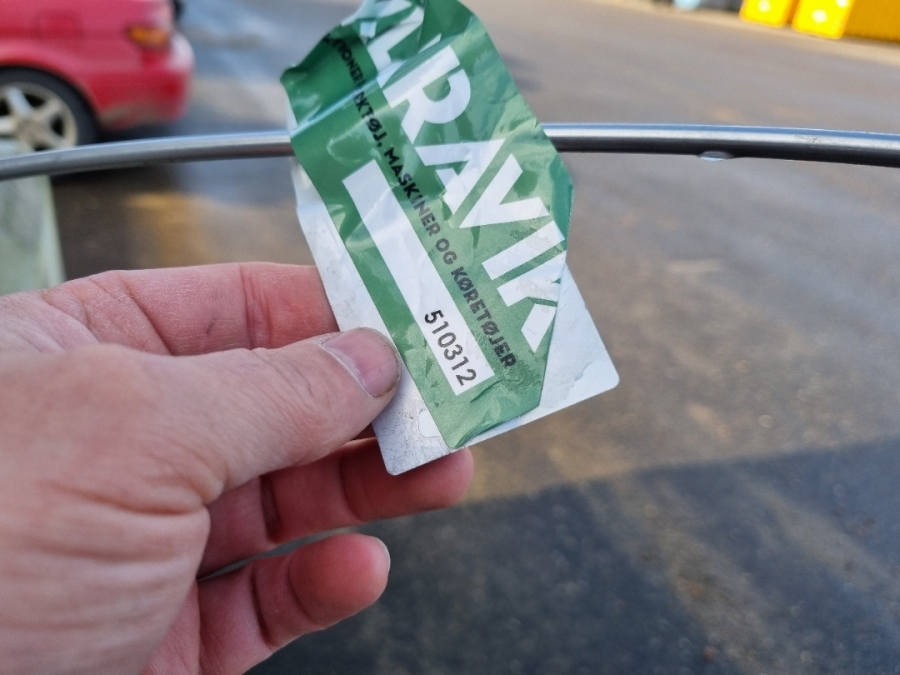 RAVIK
MASKINER OG KØRETØJER
510312